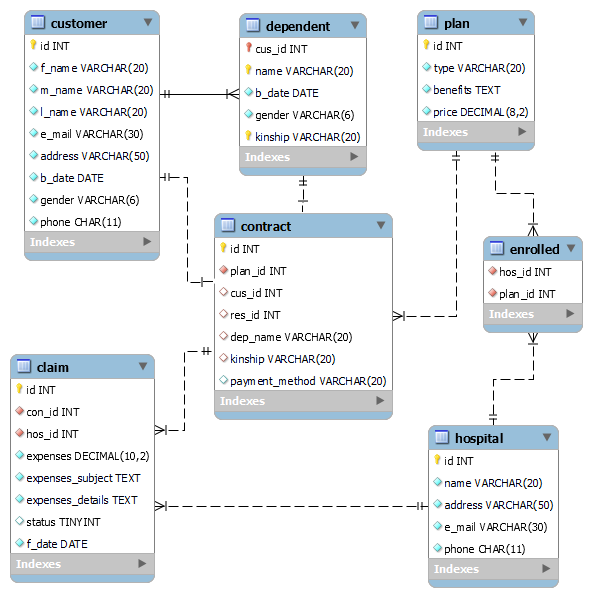 customer
id INT
f_name VARCHAR(20)
m_name VARCHAR(20)
l_name VARCHAR(20)
e_mail VARCHAR(30)
address VARCHAR(50)
b_date DATE
gender VARCHAR(6)
phone CHAR(11)
Indexes
dependent
cus_id INT
name VARCHAR(20)
b_date DATE
gender VARCHAR(6)
kinship VARCHAR(20)
Indexes
plan
id INT
type VARCHAR(20)
benefits TEXT
price DECIMAL(8,2)
Indexes
contract
id INT
plan_id INT
cus_id INT
res_id INT
dep_name VARCHAR(20)
kinship VARCHAR(20)
payment_method VARCHAR(20)
Indexes
enrolled
hos_id INT
plan_id INT
Indexes
claim
id INT
con_id INT
hos_id INT
expenses DECIMAL(10,2)
expenses_subject TEXT
expenses_details TEXT
status TINYINT
f_date DATE
Indexes
hospital
id INT
name VARCHAR(20)
address VARCHAR(50)
e_mail VARCHAR(30)
phone CHAR(11)
Indexes